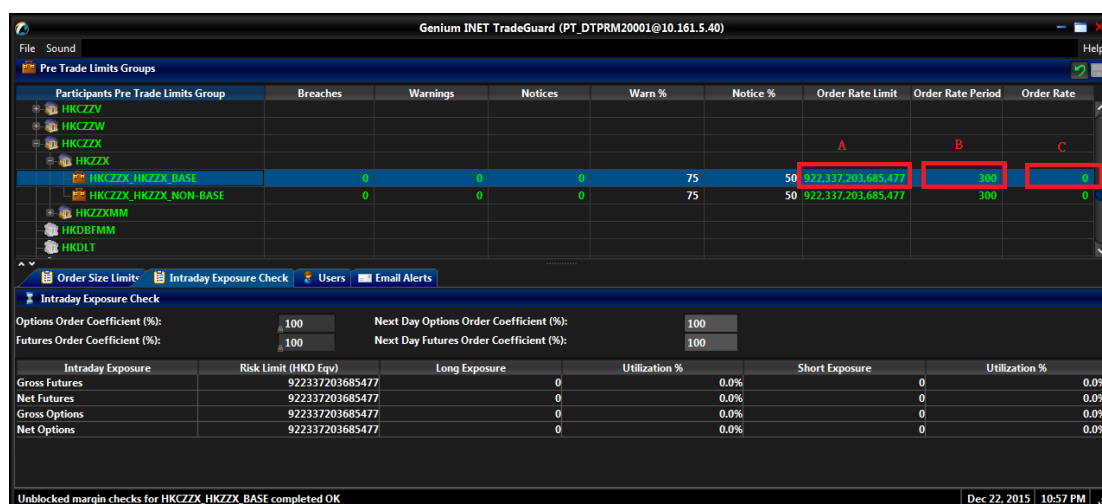 Genium INET TradeGuard (PT_DTPRM20001@10.161.5.40)
File Sound Help
Pre Trade Limits Groups
Participants Pre Trade Limits Group Breaches Warnings Notices Warn % Notice % Order Rate Limit Order Rate Period Order Rate
HKCZZV
HKCZZW
HKCZZX A B C
HKZZX
HKCZZX_HKZZX_BASE 0 0 0 75 50 922,337,203,685,477 300 0
HKCZZX_HKZZX_NON-BASE 0 0 0 75 50 922,337,203,685,477 300 0
HKZZXMM
HKDBFMM
HKDLT
Order Size Limits Intraday Exposure Check Users Email Alerts
Intraday Exposure Check
Options Order Coefficient (%): 100 Next Day Options Order Coefficient (%): 100
Futures Order Coefficient (%): 100 Next Day Futures Order Coefficient (%): 100
Intraday Exposure Risk Limit (HKD Eqv) Long Exposure Utilization % Short Exposure Utilization %
Gross Futures 922337203685477 0 0.0% 0 0.0%
Net Futures 922337203685477 0 0.0% 0 0.0%
Gross Options 922337203685477 0 0.0% 0 0.0%
Net Options 922337203685477 0 0.0% 0 0.0%
Unblocked margin checks for HKCZZX_HKZZX_BASE completed OK Dec 22, 2015 10:57 PM